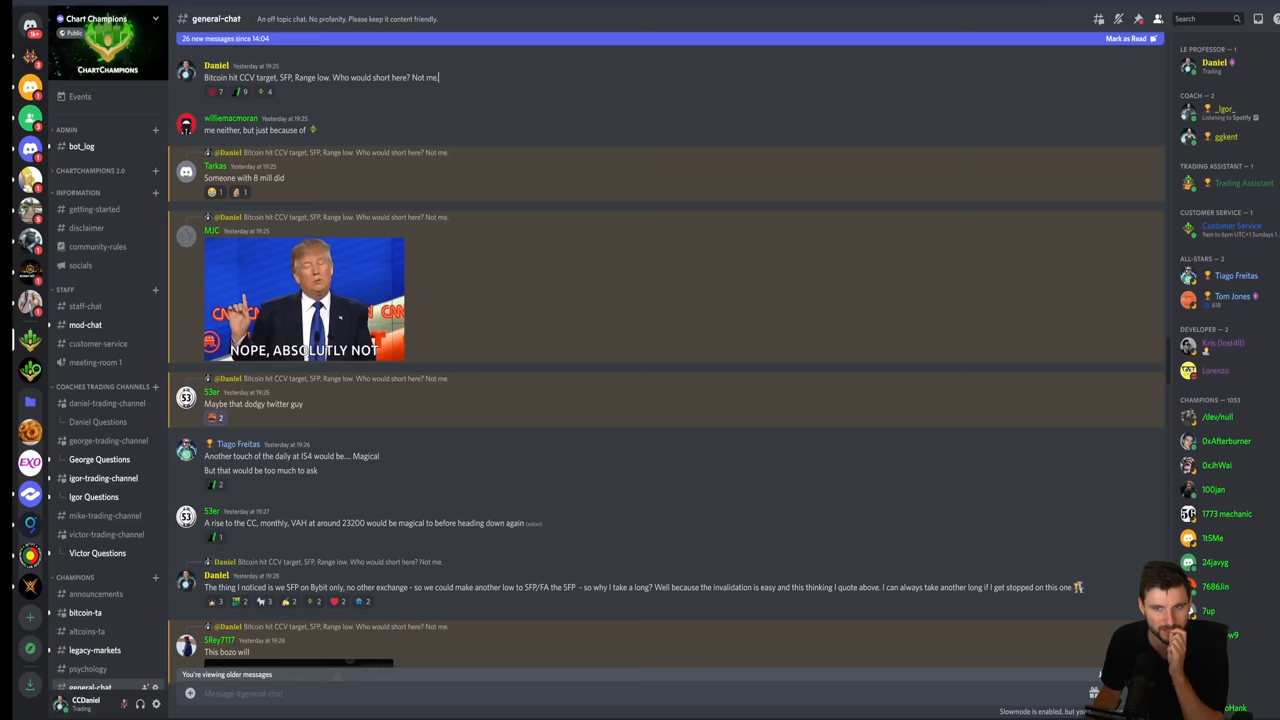 Chart Champions
Public
CHARTCHAMPIONS
Events
ADMIN
bot_log
CHARTCHAMPIONS 2.0
INFORMATION
getting-started
disclaimer
community-rules
socials
STAFF
staff-chat
mod-chat
customer-service
meeting-room 1
COACHES TRADING CHANNELS
daniel-trading-channel
Daniel Questions
george-trading-channel
George Questions
igor-trading-channel
Igor Questions
mike-trading-channel
victor-trading-channel
Victor Questions
CHAMPIONS
announcements
bitcoin-ta
altcoins-ta
legacy-markets
psychology
general-chat
CCDaniel
Trading
1K+
general-chat An off topic chat. No profanity. Please keep it content friendly.
Search
26 new messages since 14:04
Mark as Read
Daniel Yesterday at 19:25
Bitcoin hit CCV target, SFP, Range low. Who would short here? Not me.
7 9 4
williemacmoran Yesterday at 19:25
me neither, but just because of
@Daniel Bitcoin hit CCV target, SFP, Range low. Who would short here? Not me.
Tarkas Yesterday at 19:25
Someone with 8 mill did
1 1
@Daniel Bitcoin hit CCV target, SFP, Range low. Who would short here? Not me.
MJC Yesterday at 19:25
NOPE, ABSOLUTLY NOT
@Daniel Bitcoin hit CCV target, SFP, Range low. Who would short here? Not me.
53er Yesterday at 19:25
Maybe that dodgy twitter guy
2
Tiago Freitas Yesterday at 19:26
Another touch of the daily at IS4 would be.... Magical
But that would be too much to ask
2
53er Yesterday at 19:27
A rise to the CC, monthly, VAH at around 23200 would be magical to before heading down again (edited)
1
Daniel Bitcoin hit CCV target, SFP, Range low. Who would short here? Not me.
Daniel Yesterday at 19:28
The thing I noticed is we SFP on Bybit only, no other exchange - so we could make another low to SFP/FA the SFP - so why I take a long? Well because the invalidation is easy and this thinking I quote above. I can always take another long if I get stopped on this one
3 2 3 2 2 2 2
@Daniel Bitcoin hit CCV target, SFP, Range low. Who would short here? Not me.
SRey7117 Yesterday at 19:28
This bozo will
You're viewing older messages
Message #general-chat
Slowmode is enabled, but you
LE PROFESSOR — 1
Daniel
Trading
COACH — 2
_Igor_
Listening to Spotify
ggkent
TRADING ASSISTANT — 1
Trading Assistant
CUSTOMER SERVICE — 1
Customer Service
9am to 6pm UTC+1 Sundays 1...
ALL-STARS — 2
Tiago Freitas
Tom Jones
618
DEVELOPER — 2
Kris (Inst4ll)
Lorenzo
CHAMPIONS — 1053
/dev/null
0xAfterburner
0xJhWai
100jan
1773 mechanic
1t5Me
24javyg
7686Jin
7up